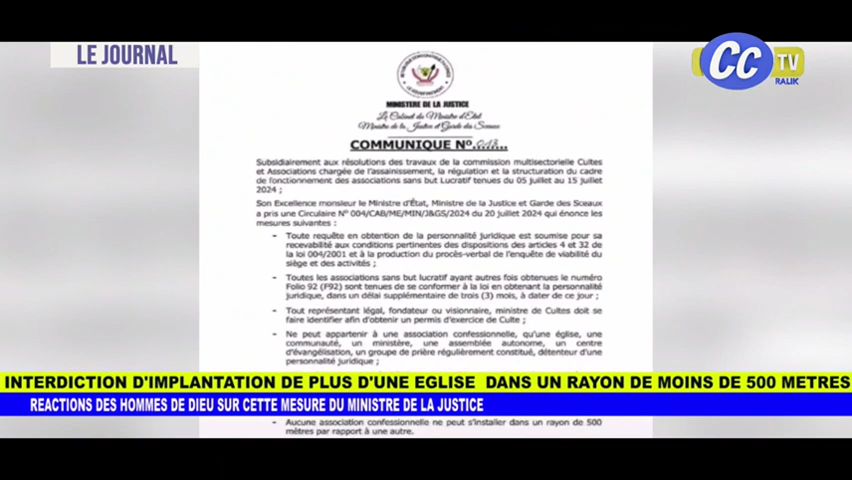 LE JOURNAL
CC TV
RALIK
MINISTERE DE LA JUSTICE
Le Cabinet du Ministre d'Etat
Ministre de la Justice et Garde des Sceaux
COMMUNIQUE N°.013...
Subsidiairement aux résolutions des travaux de la commission multisectorielle Cultes
et Associations chargée de l'assainissement, la régulation et la structuration du cadre
de fonctionnement des associations sans but Lucratif tenues du 05 juillet au 15 juillet
2024 ;
Son Excellence monsieur le Ministre d'État, Ministre de la Justice et Garde des Sceaux
a pris une Circulaire N° 004/CAB/ME/MIN/J&GS/2024 du 20 juillet 2024 qui énonce les
mesures suivantes :
- Toute requête en obtention de la personnalité juridique est soumise pour sa
recevabilité aux conditions pertinentes des dispositions des articles 4 et 32 de
la loi 004/2001 et à la production du procès-verbal de l'enquête de viabilité du
siège et des activités ;
- Toutes les associations sans but lucratif ayant autres fois obtenues le numéro
Folio 92 (F92) sont tenues de se conformer à la loi en obtenant la personnalité
juridique, dans un délai supplémentaire de trois (3) mois, à dater de ce jour ;
- Tout représentant légal, fondateur ou visionnaire, ministre de Cultes doit se
faire identifier afin d'obtenir un permis d'exercice de Culte ;
- Ne peut appartenir à une association confessionnelle, qu'une église, une
communauté, un ministère, une assemblée autonome, un centre
d'évangélisation, un groupe de prière régulièrement constitué, détenteur d'une
personnalité juridique ;
INTERDICTION D'IMPLANTATION DE PLUS D'UNE EGLISE DANS UN RAYON DE MOINS DE 500 METRES
REACTIONS DES HOMMES DE DIEU SUR CETTE MESURE DU MINISTRE DE LA JUSTICE
- Aucune association confessionnelle ne peut s'installer dans un rayon de 500
mètres par rapport à une autre.